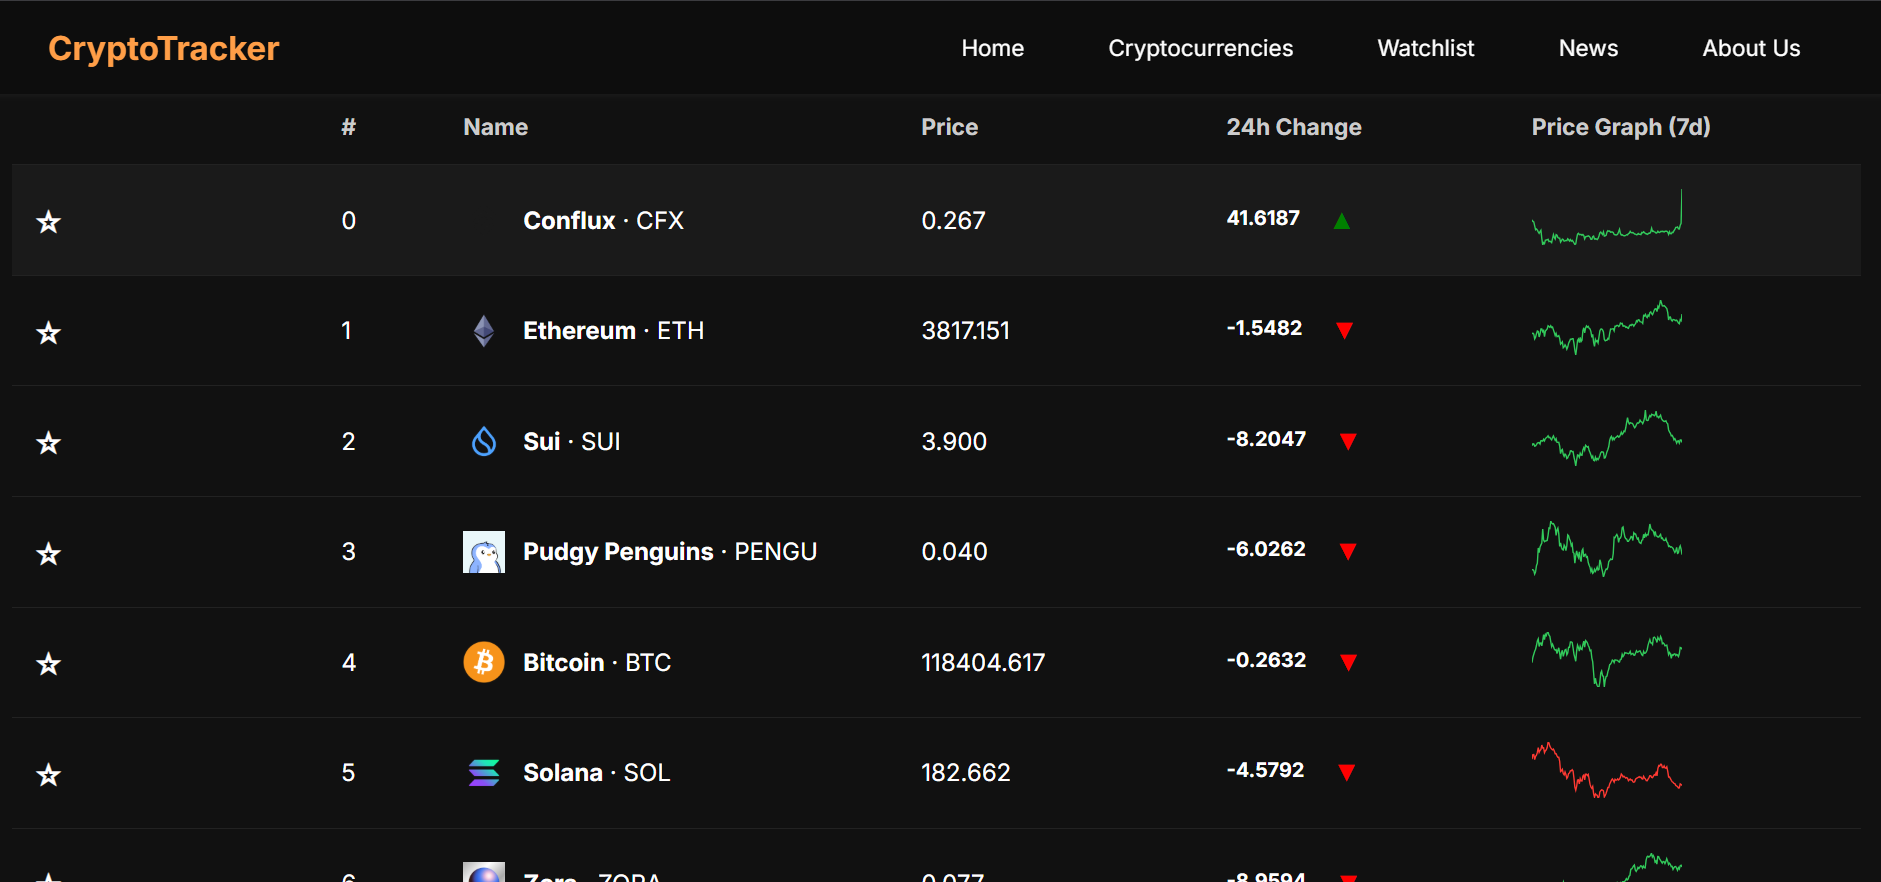 CryptoTracker Home Cryptocurrencies Watchlist News About Us
# Name Price 24h Change Price Graph (7d)
0 Conflux · CFX 0.267 41.6187 ▲
1 Ethereum · ETH 3817.151 -1.5482 ▼
2 Sui · SUI 3.900 -8.2047 ▼
3 Pudgy Penguins · PENGU 0.040 -6.0262 ▼
4 Bitcoin · BTC 118404.617 -0.2632 ▼
5 Solana · SOL 182.662 -4.5792 ▼
6 Zora · ZORA 0.077 -8.9594 ▼